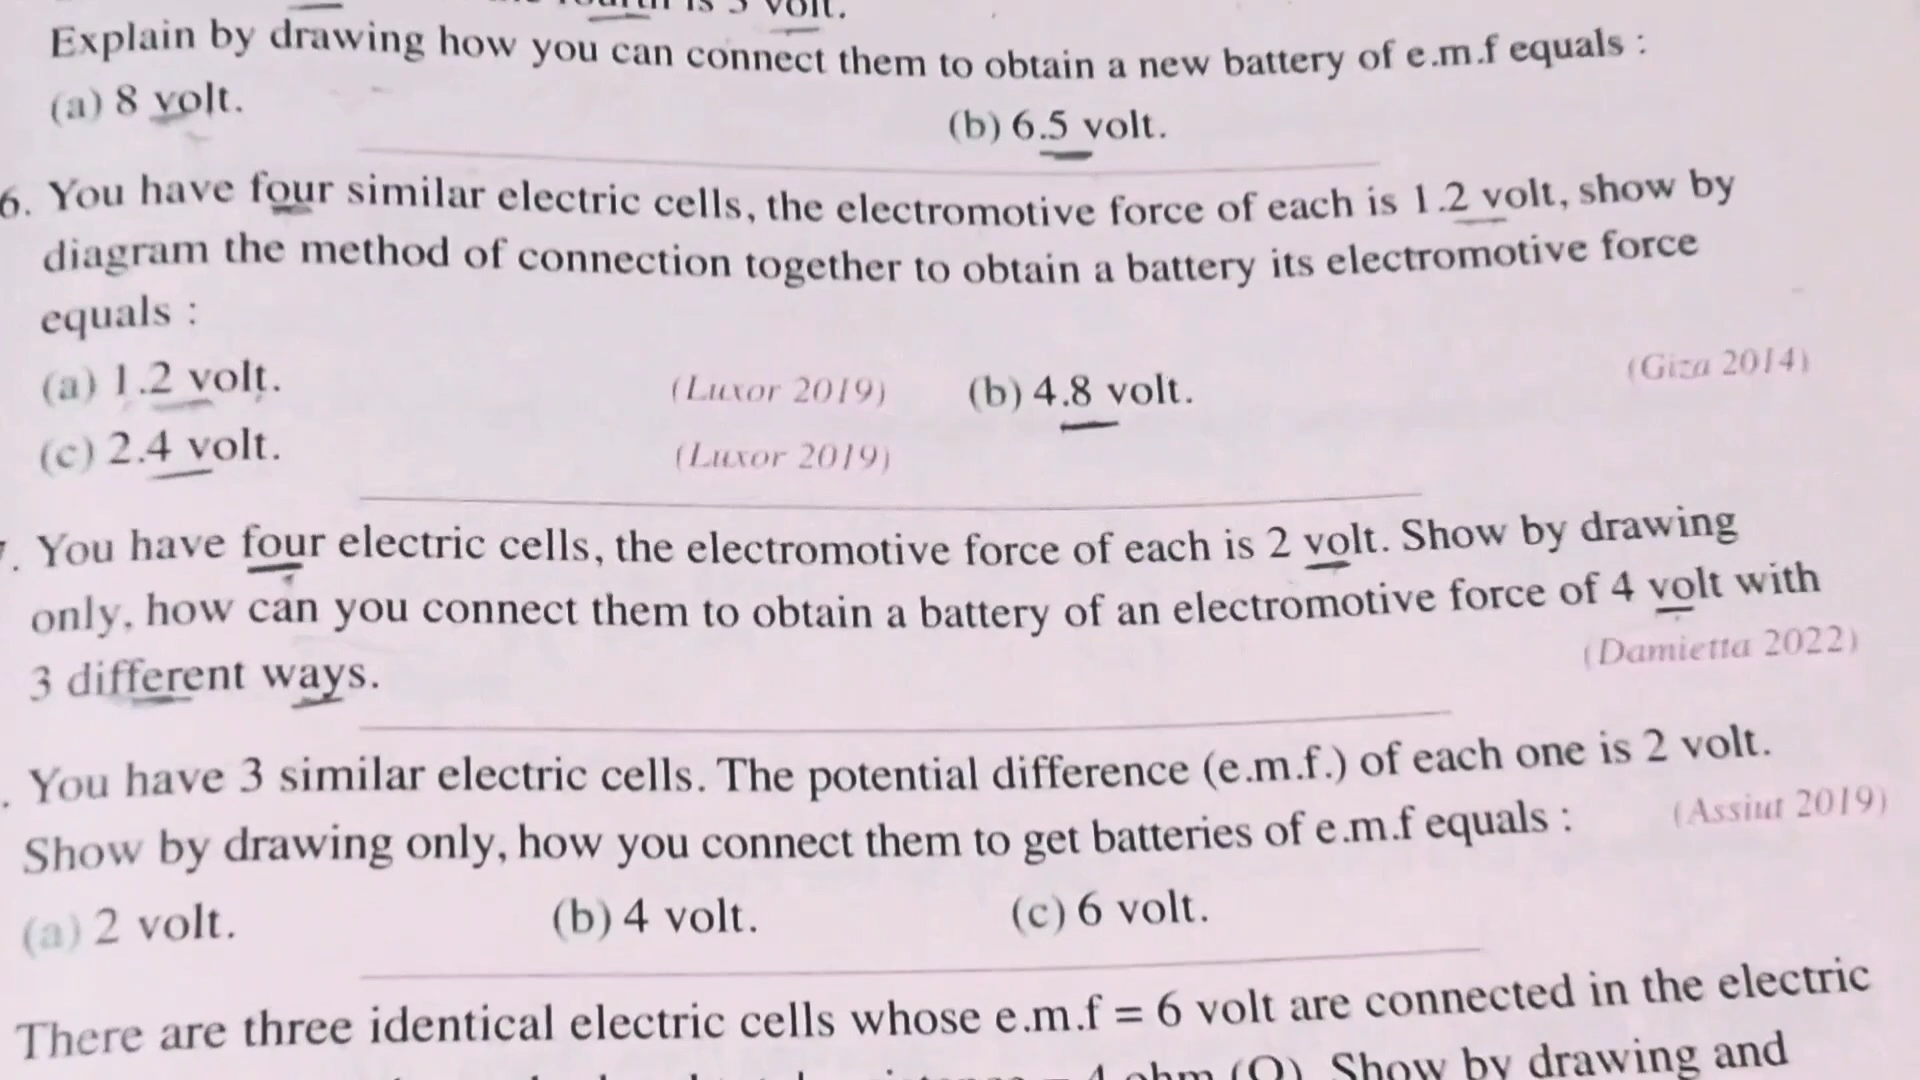 is 3 volt.
Explain by drawing how you can connect them to obtain a new battery of e.m.f equals :
(a) 8 volt. (b) 6.5 volt.
6. You have four similar electric cells, the electromotive force of each is 1.2 volt, show by
diagram the method of connection together to obtain a battery its electromotive force
equals : (Giza 2014)
(a) 1.2 volt. (Luxor 2019) (b) 4.8 volt.
(c) 2.4 volt. (Luxor 2019)
. You have four electric cells, the electromotive force of each is 2 volt. Show by drawing
only, how can you connect them to obtain a battery of an electromotive force of 4 volt with
3 different ways. (Damietta 2022)
. You have 3 similar electric cells. The potential difference (e.m.f.) of each one is 2 volt.
Show by drawing only, how you connect them to get batteries of e.m.f equals : (Assiut 2019)
(a) 2 volt. (b) 4 volt. (c) 6 volt.
There are three identical electric cells whose e.m.f = 6 volt are connected in the electric
ohm (Ω). Show by drawing and